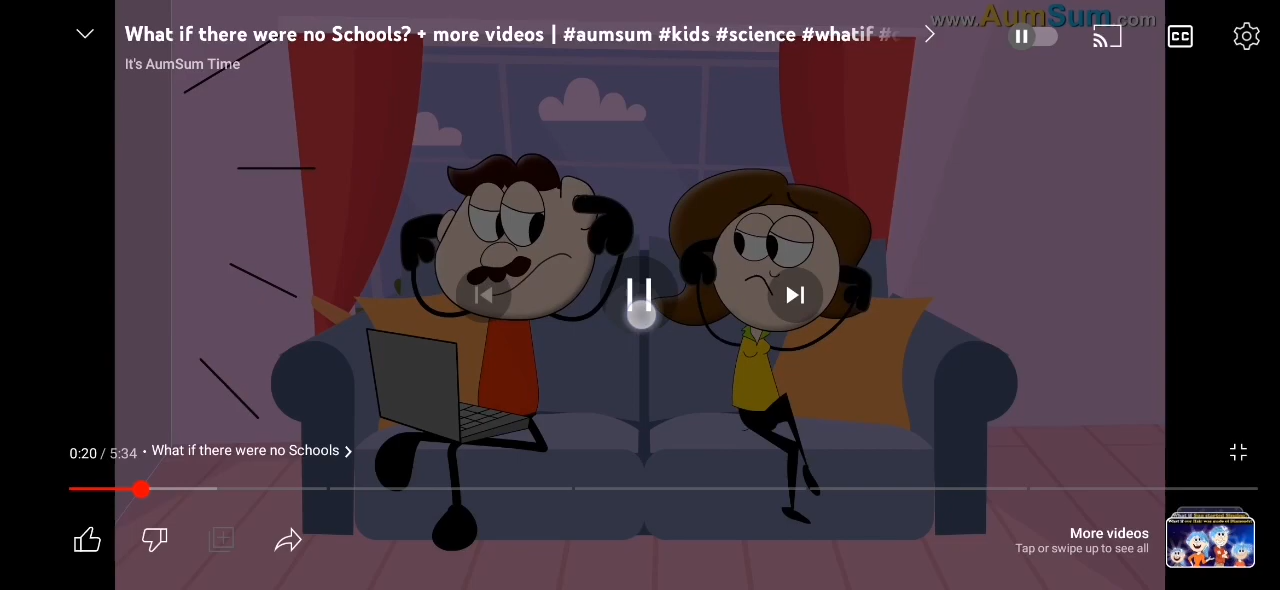 www.AumSum.com
What if there were no Schools? + more videos | #aumsum #kids #science #whatif
CC
It's AumSum Time
0:20 / 5:34 · What if there were no Schools
More videos
Tap or swipe up to see all